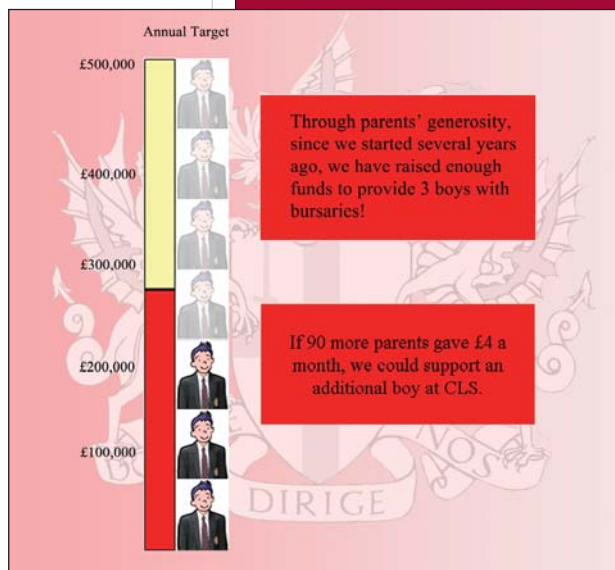 Annual Target
£500,000
£400,000
£300,000
£200,000
£100,000
Through parents’ generosity,
since we started several years
ago, we have raised enough
funds to provide 3 boys with
bursaries!
If 90 more parents gave £4 a
month, we could support an
additional boy at CLS.
DIRIGE
NOS